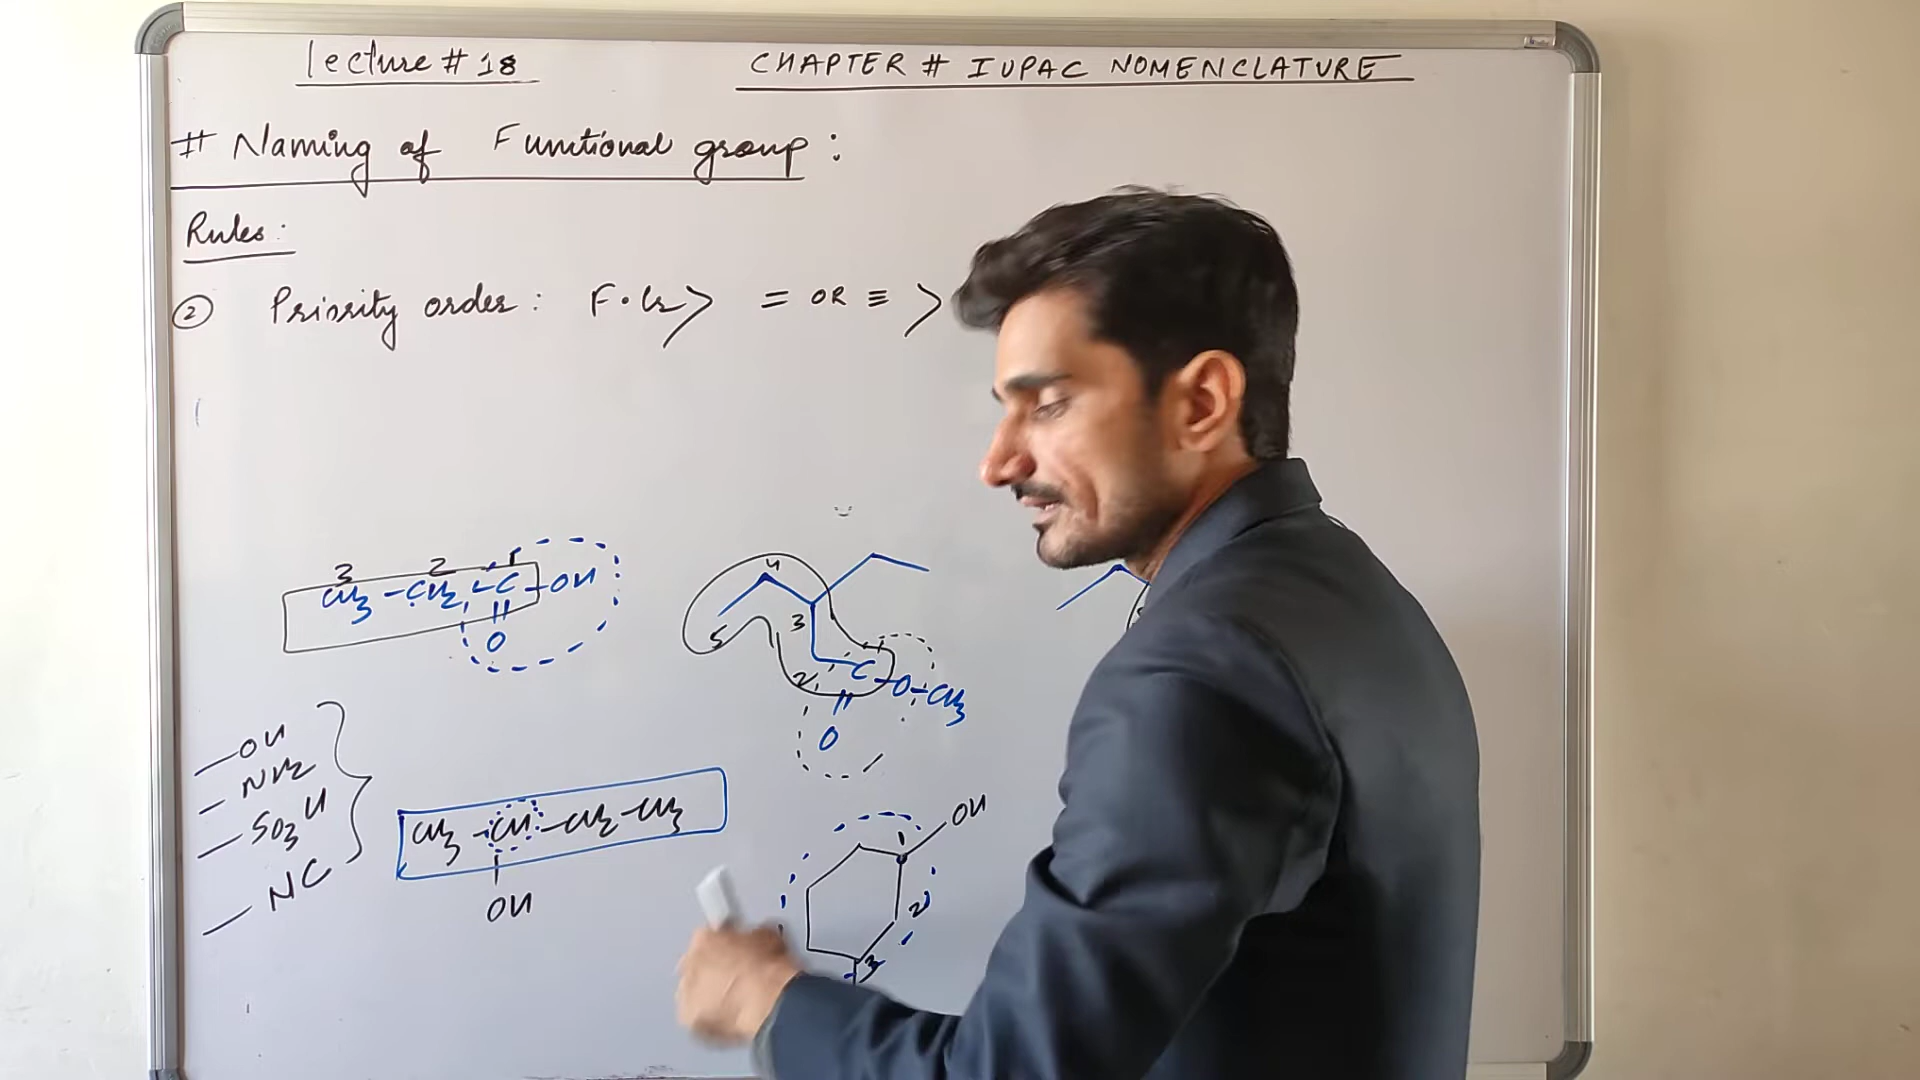 Lecture # 18
CHAPTER # IUPAC NOMENCLATURE
# Naming of Functional group :
Rules :
② Priority order : F.Gr > = OR ≡ >
3 2 1
CH3 - CH2 - C - OH
O
4
5 3
2 C - O - CH3
O
- OH
- NH2
- SO3H
- NC
CH3 - CH - CH2 - CH3
OH
OH
1
2
3